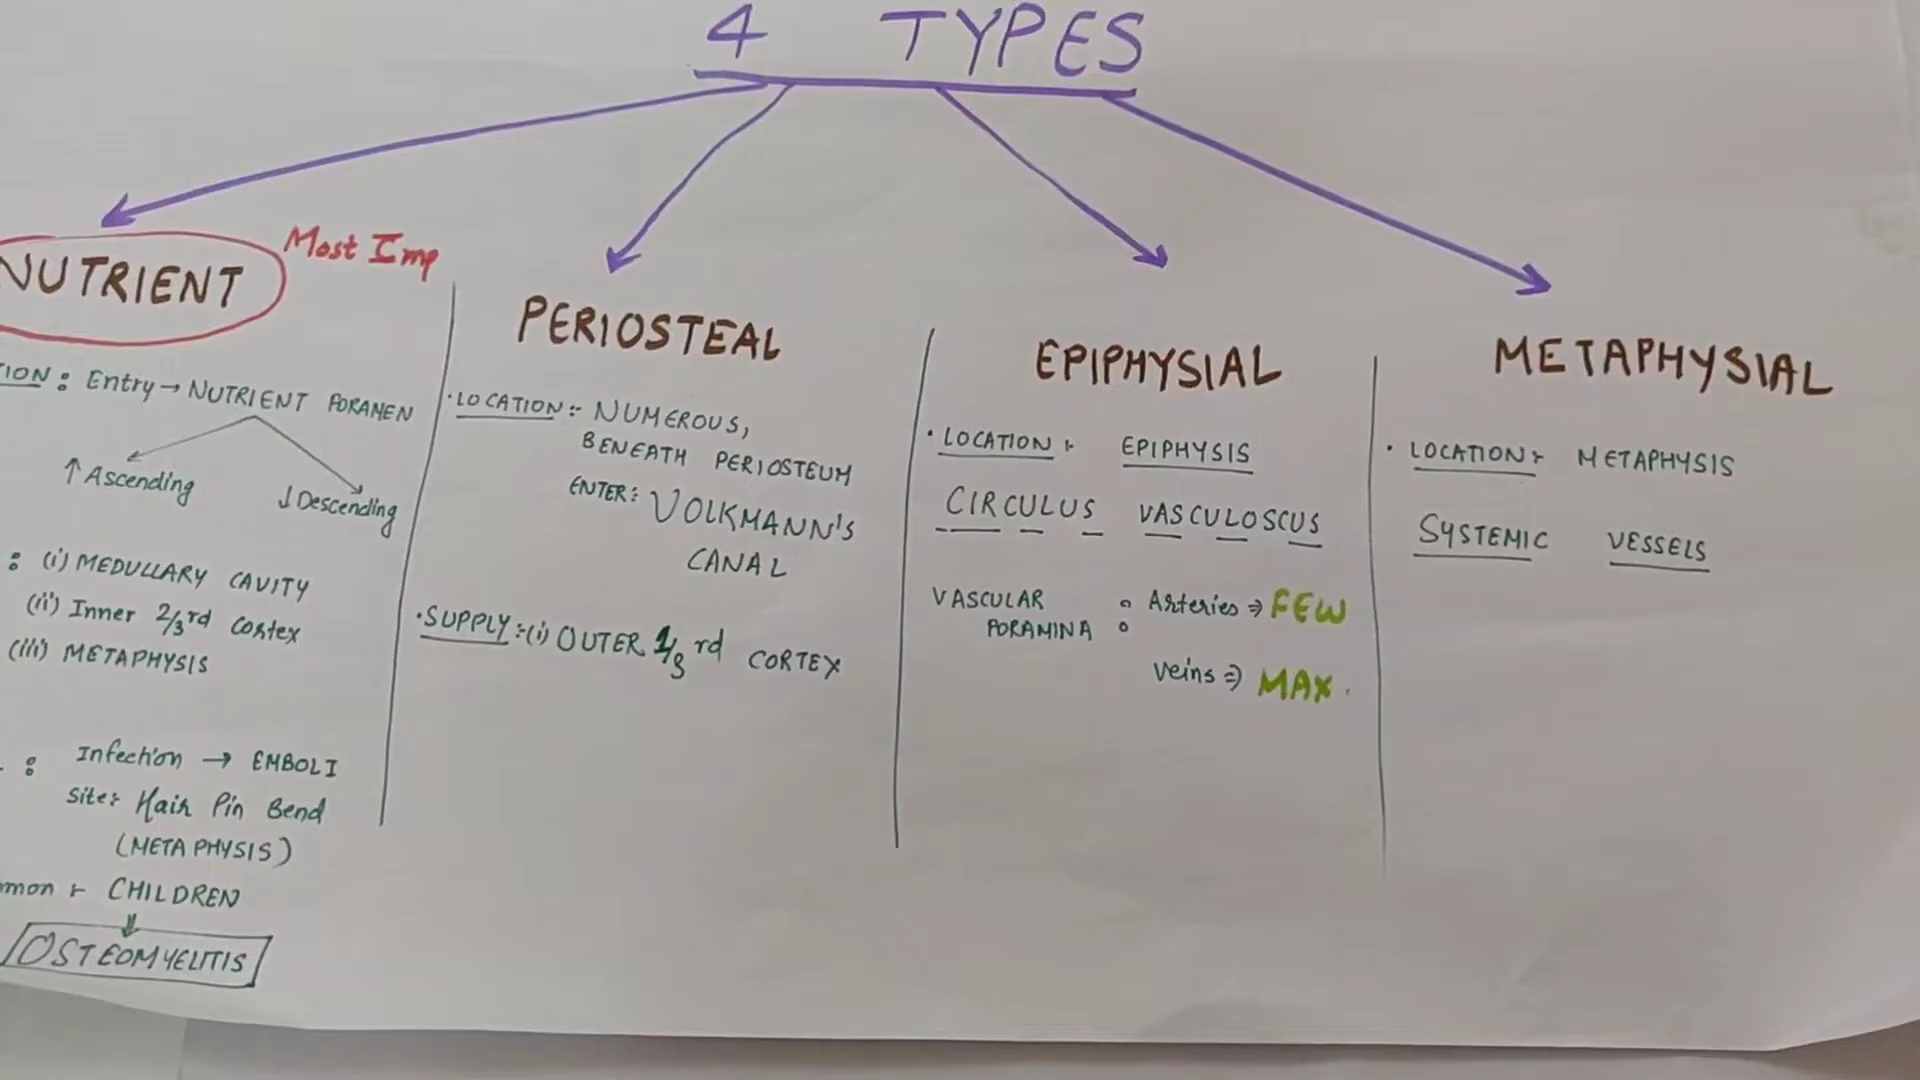 4 TYPES
NUTRIENT
Most Imp
: Entry → NUTRIENT FORAMEN
↑ Ascending
↓ Descending
: (i) MEDULLARY CAVITY
(ii) Inner 2/3rd Cortex
(iii) METAPHYSIS
: Infection → EMBOLI
Site: Hair Pin Bend
(METAPHYSIS)
CHILDREN
OSTEOMYELITIS
PERIOSTEAL
• LOCATION :- NUMEROUS,
BENEATH PERIOSTEUM
ENTER: VOLKMANN'S
CANAL
• SUPPLY :- (i) OUTER 1/3 rd CORTEX
EPIPHYSIAL
• LOCATION :- EPIPHYSIS
CIRCULUS VASCULOSCUS
VASCULAR : Arteries ⇒ FEW
FORAMINA
Veins ⇒ MAX.
METAPHYSIAL
• LOCATION :- METAPHYSIS
SYSTEMIC VESSELS